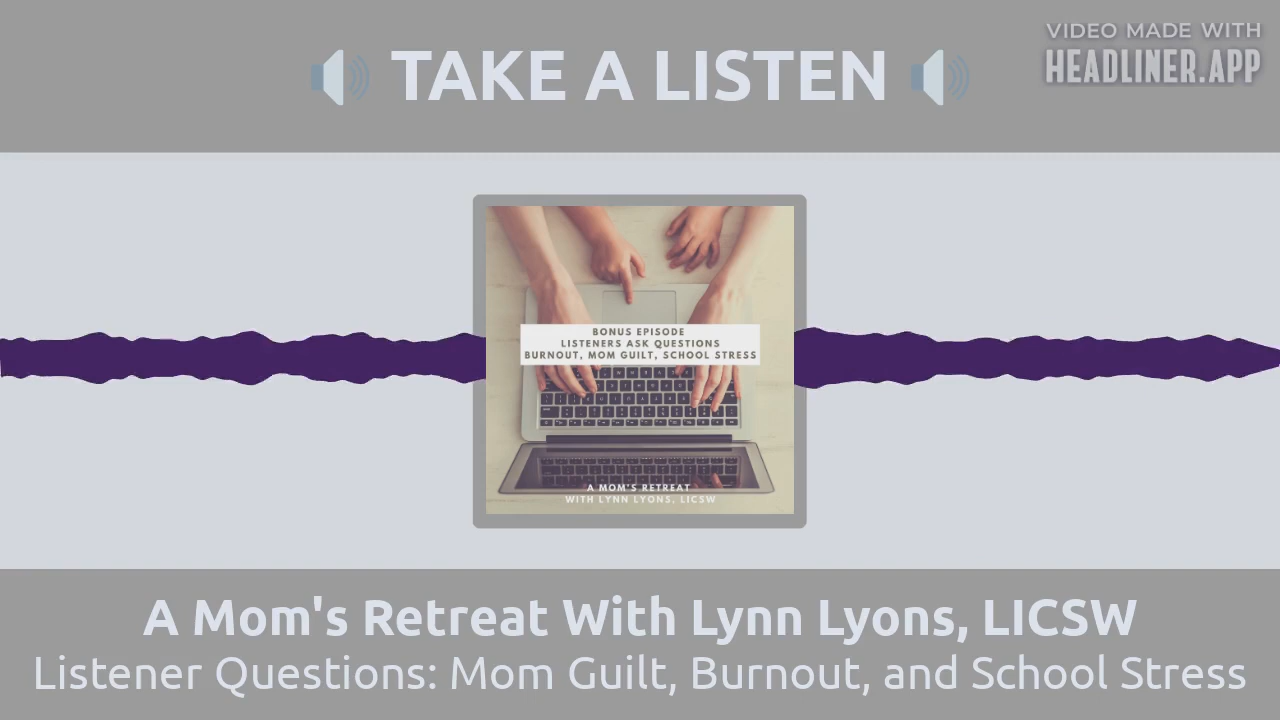 TAKE A LISTEN
VIDEO MADE WITH
HEADLINER.APP
BONUS EPISODE
LISTENERS ASK QUESTIONS
BURNOUT, MOM GUILT, SCHOOL STRESS
A MOM'S RETREAT
WITH LYNN LYONS, LICSW
A Mom's Retreat With Lynn Lyons, LICSW
Listener Questions: Mom Guilt, Burnout, and School Stress